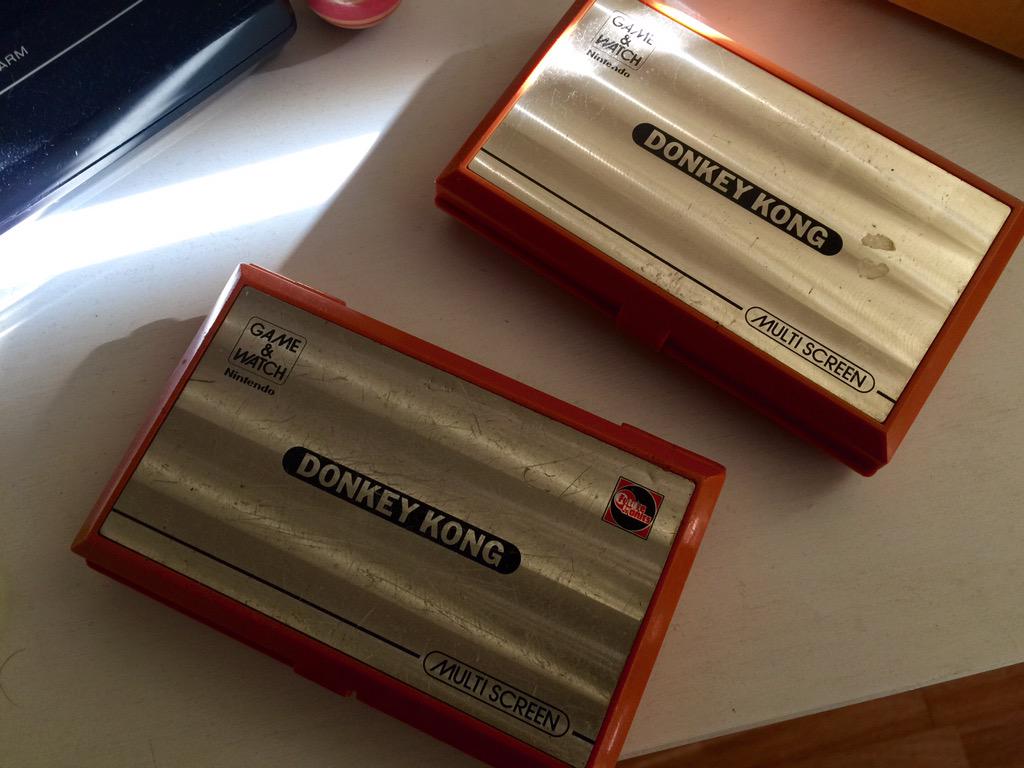 ARM
GAME
&
WATCH
Nintendo
DONKEY KONG
MULTI SCREEN
GAME
&
WATCH
Nintendo
DONKEY KONG
MULTI SCREEN